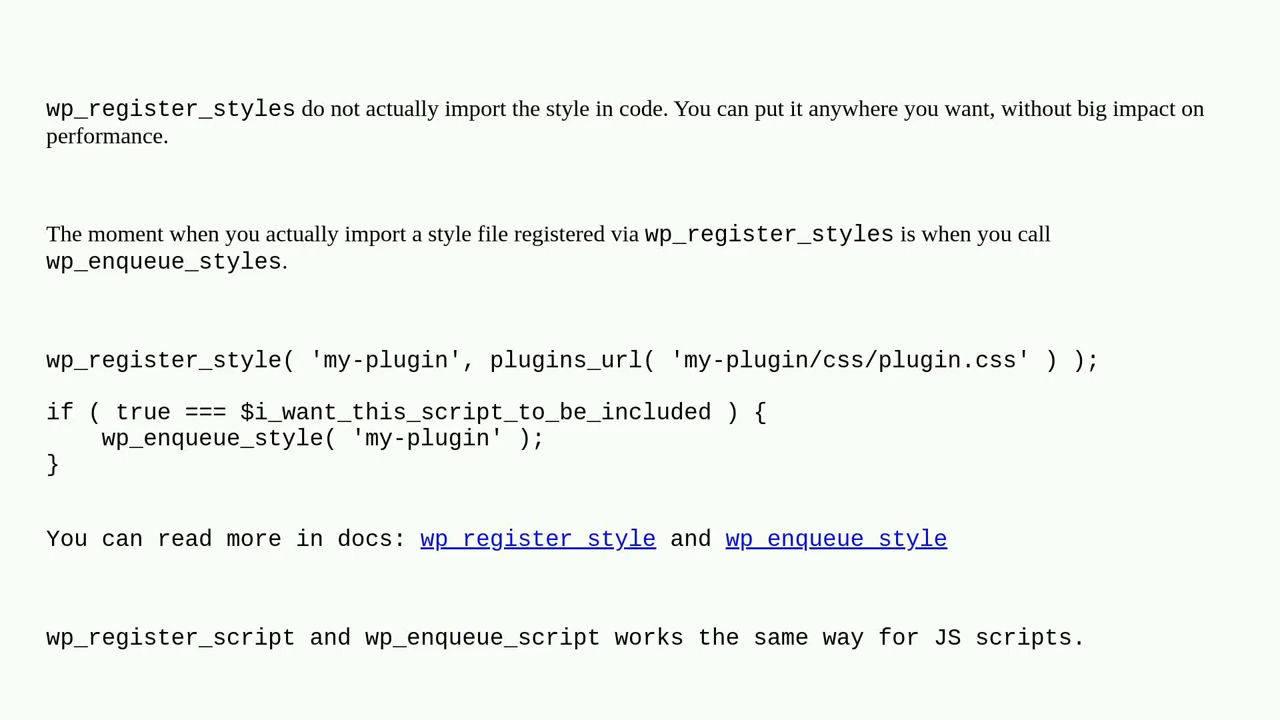 wp_register_styles do not actually import the style in code. You can put it anywhere you want, without big impact on
performance.
The moment when you actually import a style file registered via wp_register_styles is when you call
wp_enqueue_styles.
wp_register_style( 'my-plugin', plugins_url( 'my-plugin/css/plugin.css' ) );
if ( true === $i_want_this_script_to_be_included ) {
    wp_enqueue_style( 'my-plugin' );
}
You can read more in docs: wp_register_style and wp_enqueue_style
wp_register_script and wp_enqueue_script works the same way for JS scripts.